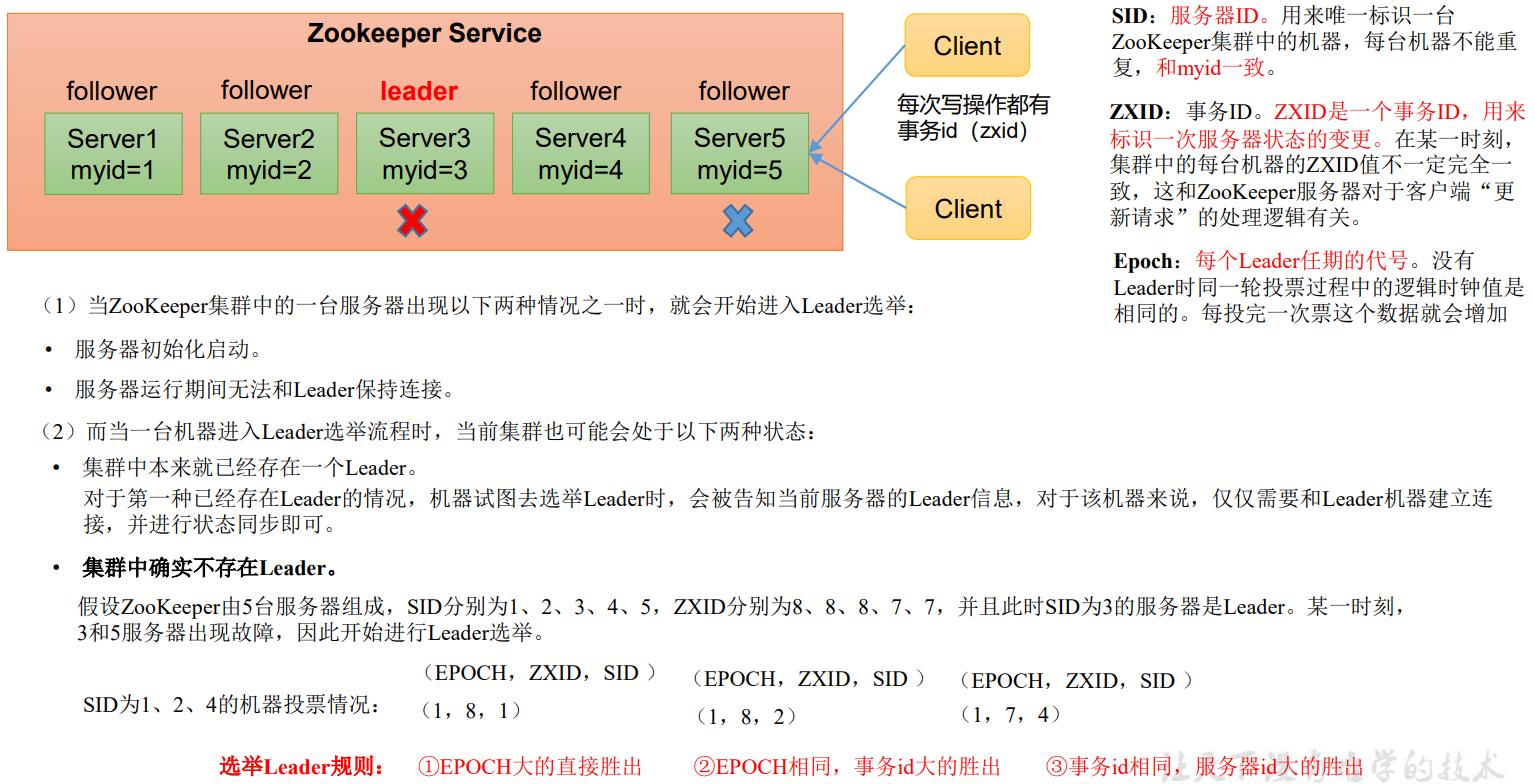 Zookeeper Service
follower
follower
leader
follower
follower
Server1
myid=1
Server2
myid=2
Server3
myid=3
Server4
myid=4
Server5
myid=5
Client
每次写操作都有
事务id（zxid）
Client
SID：服务器ID。用来唯一标识一台
ZooKeeper集群中的机器，每台机器不能重
复，和myid一致。
ZXID：事务ID。ZXID是一个事务ID，用来
标识一次服务器状态的变更。在某一时刻，
集群中的每台机器的ZXID值不一定完全一
致，这和ZooKeeper服务器对于客户端“更
新请求”的处理逻辑有关。
Epoch：每个Leader任期的代号。没有
Leader时同一轮投票过程中的逻辑时钟值是
相同的。每投完一次票这个数据就会增加
（1）当ZooKeeper集群中的一台服务器出现以下两种情况之一时，就会开始进入Leader选举：
• 服务器初始化启动。
• 服务器运行期间无法和Leader保持连接。
（2）而当一台机器进入Leader选举流程时，当前集群也可能会处于以下两种状态：
• 集群中本来就已经存在一个Leader。
对于第一种已经存在Leader的情况，机器试图去选举Leader时，会被告知当前服务器的Leader信息，对于该机器来说，仅仅需要和Leader机器建立连
接，并进行状态同步即可。
• 集群中确实不存在Leader。
假设ZooKeeper由5台服务器组成，SID分别为1、2、3、4、5，ZXID分别为8、8、8、7、7，并且此时SID为3的服务器是Leader。某一时刻，
3和5服务器出现故障，因此开始进行Leader选举。
SID为1、2、4的机器投票情况：
（EPOCH，ZXID，SID ）
（1，8，1）
（EPOCH，ZXID，SID ）
（1，8，2）
（EPOCH，ZXID，SID ）
（1，7，4）
选举Leader规则： ①EPOCH大的直接胜出 ②EPOCH相同，事务id大的胜出 ③事务id相同，服务器id大的胜出